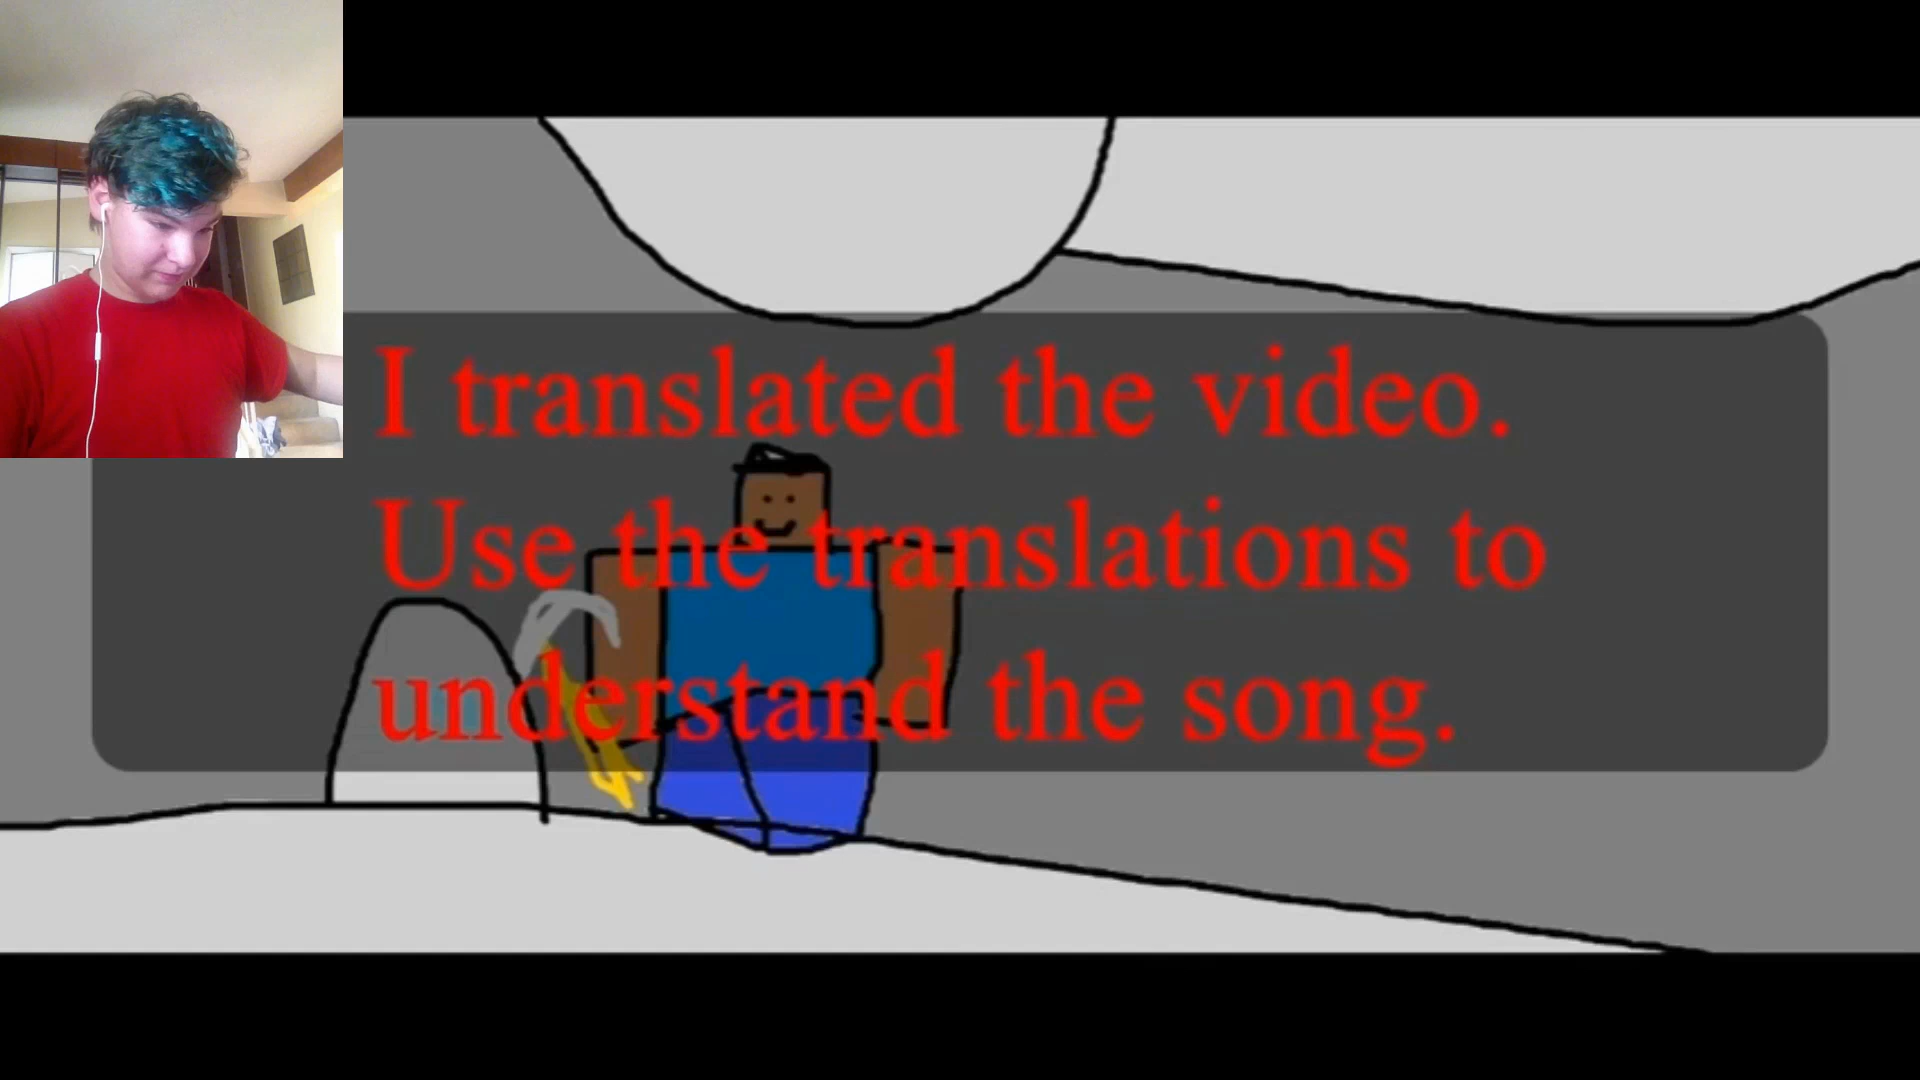 I translated the video.
Use the translations to
understand the song.